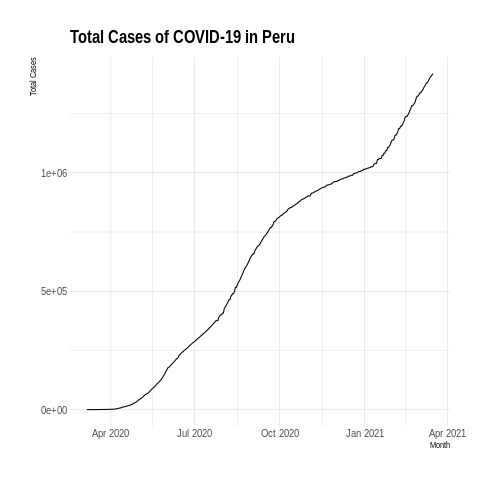 Total Cases of COVID-19 in Peru
Total Cases
1e+06
5e+05
0e+00
Apr 2020
Jul 2020
Oct 2020
Jan 2021
Apr 2021
Month